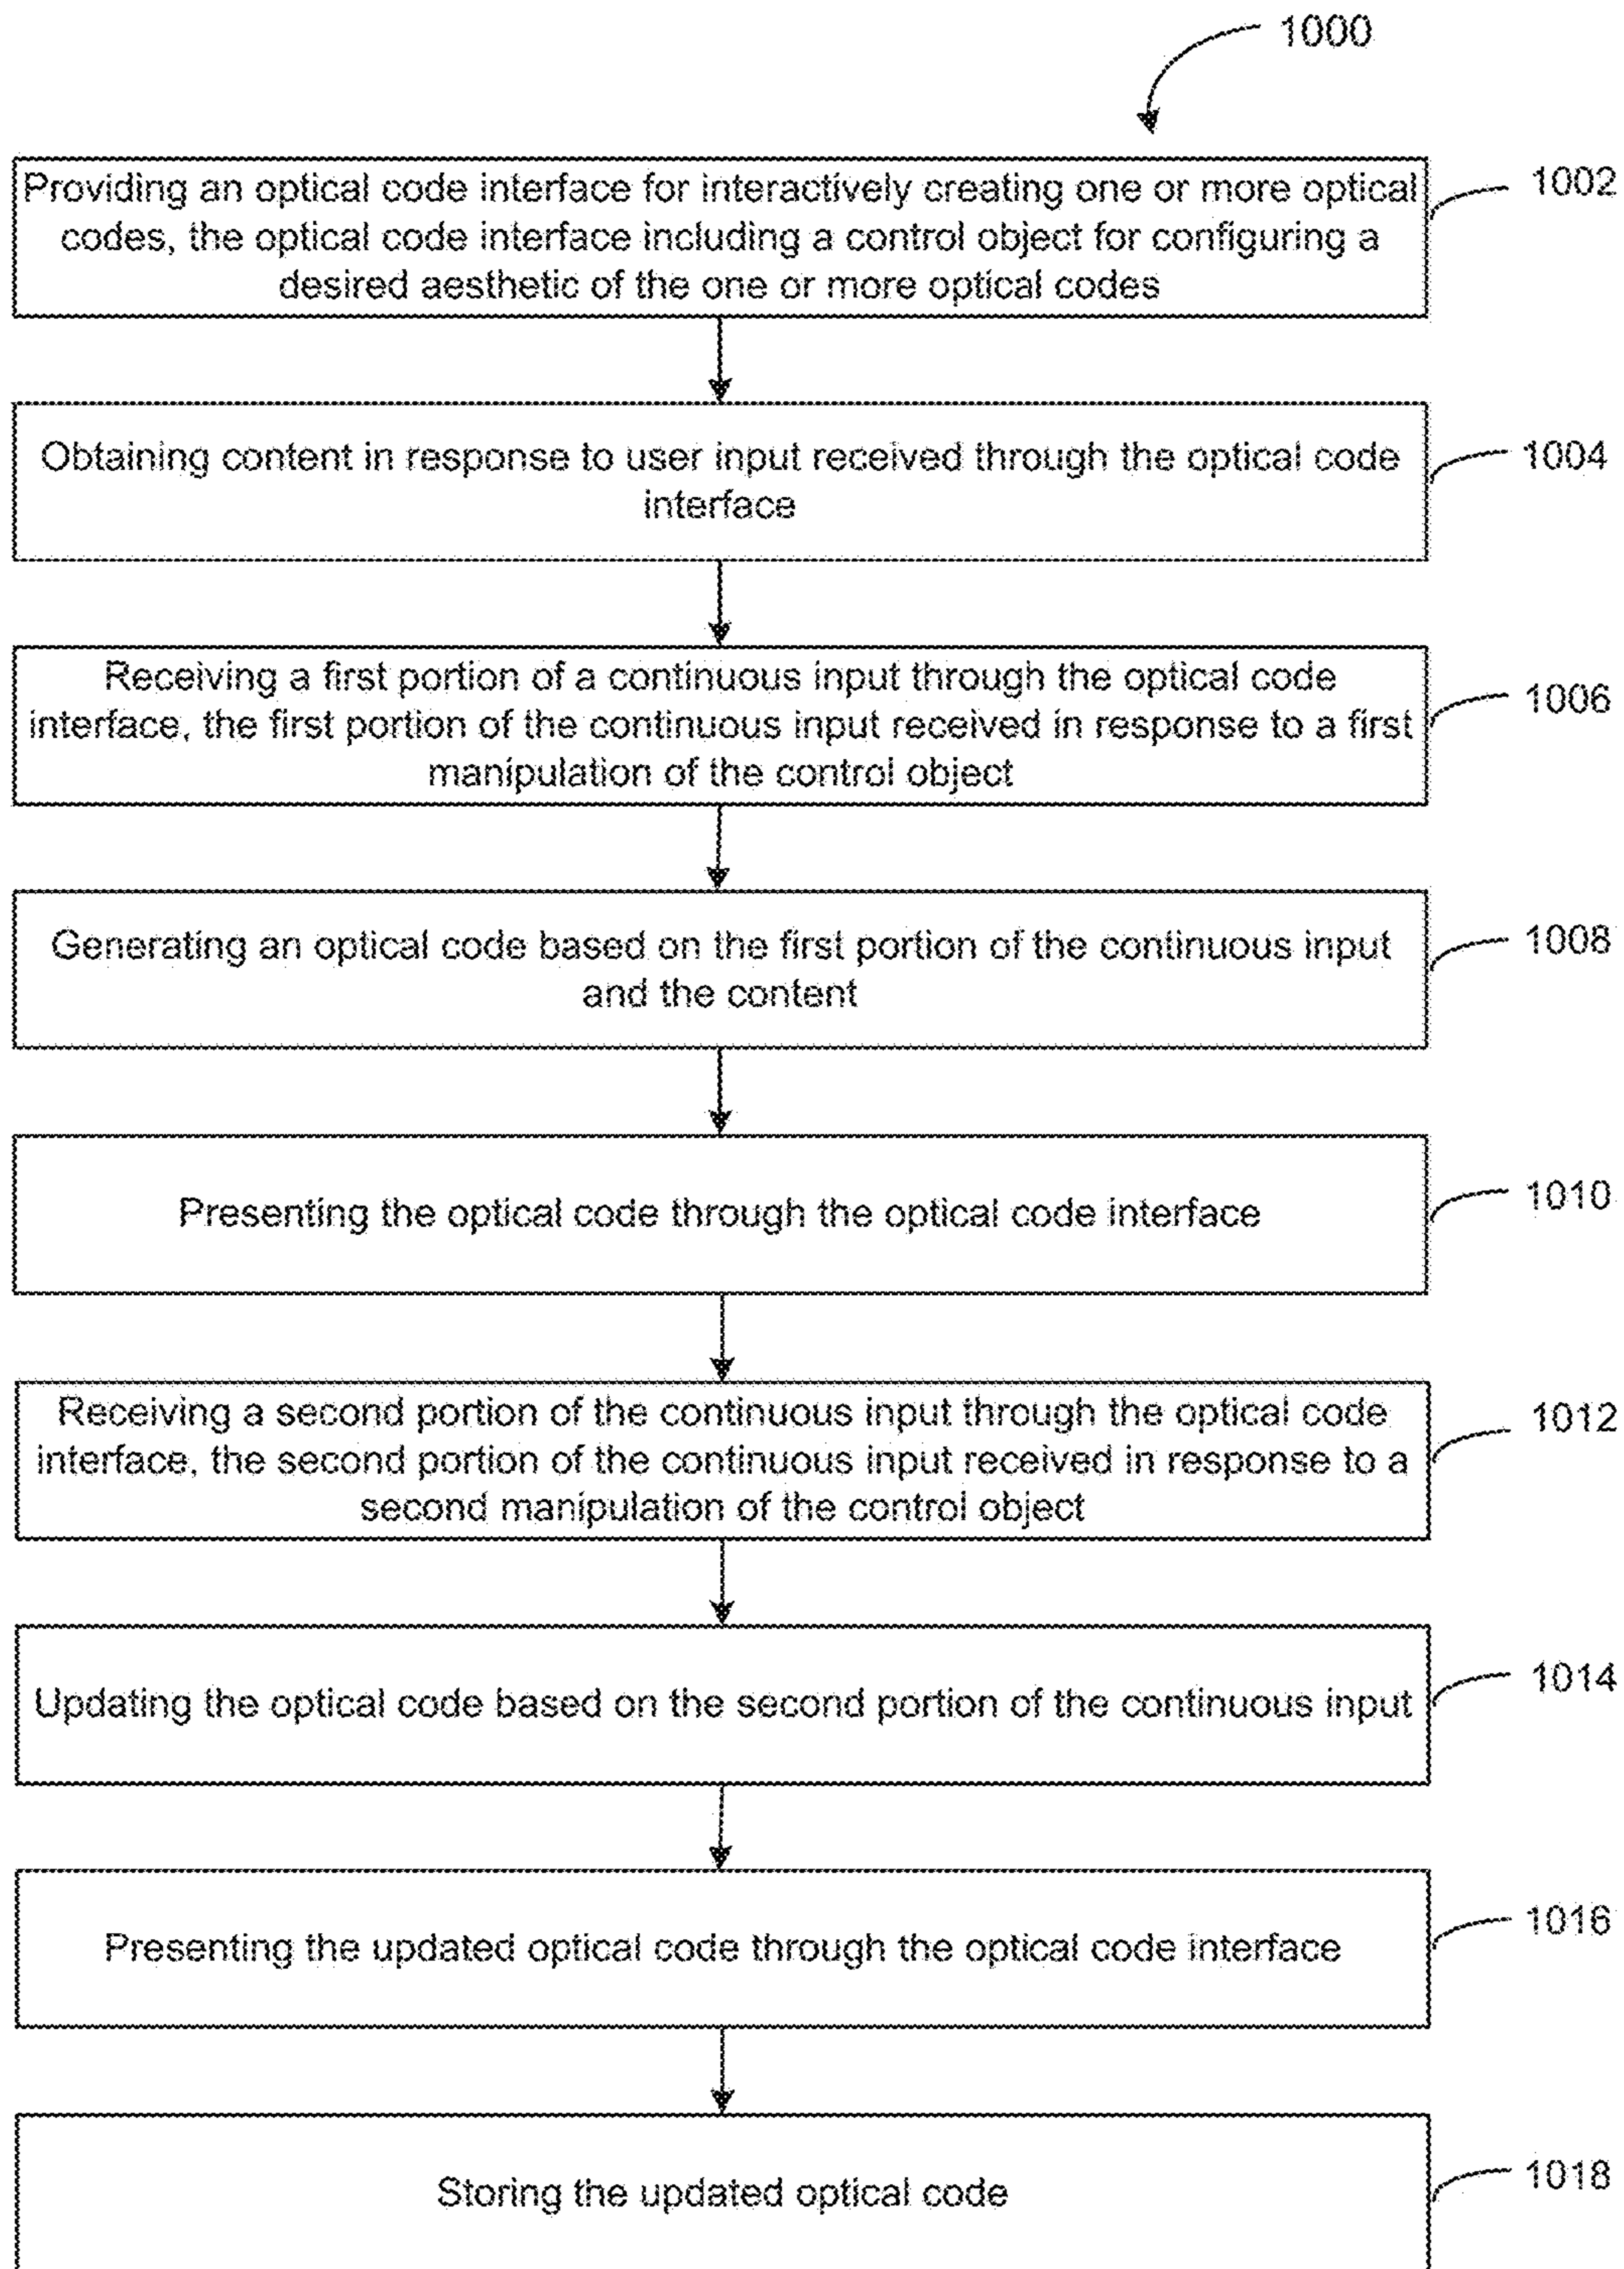 1000
Providing an optical code interface for interactively creating one or more optical
codes, the optical code interface including a control object for configuring a
desired aesthetic of the one or more optical codes
1002
Obtaining content in response to user input received through the optical code
interface
1004
Receiving a first portion of a continuous input through the optical code
interface, the first portion of the continuous input received in response to a first
manipulation of the control object
1006
Generating an optical code based on the first portion of the continuous input
and the content
1008
Presenting the optical code through the optical code interface
1010
Receiving a second portion of the continuous input through the optical code
interface, the second portion of the continuous input received in response to a
second manipulation of the control object
1012
Updating the optical code based on the second portion of the continuous input
1014
Presenting the updated optical code through the optical code interface
1016
Storing the updated optical code
1018